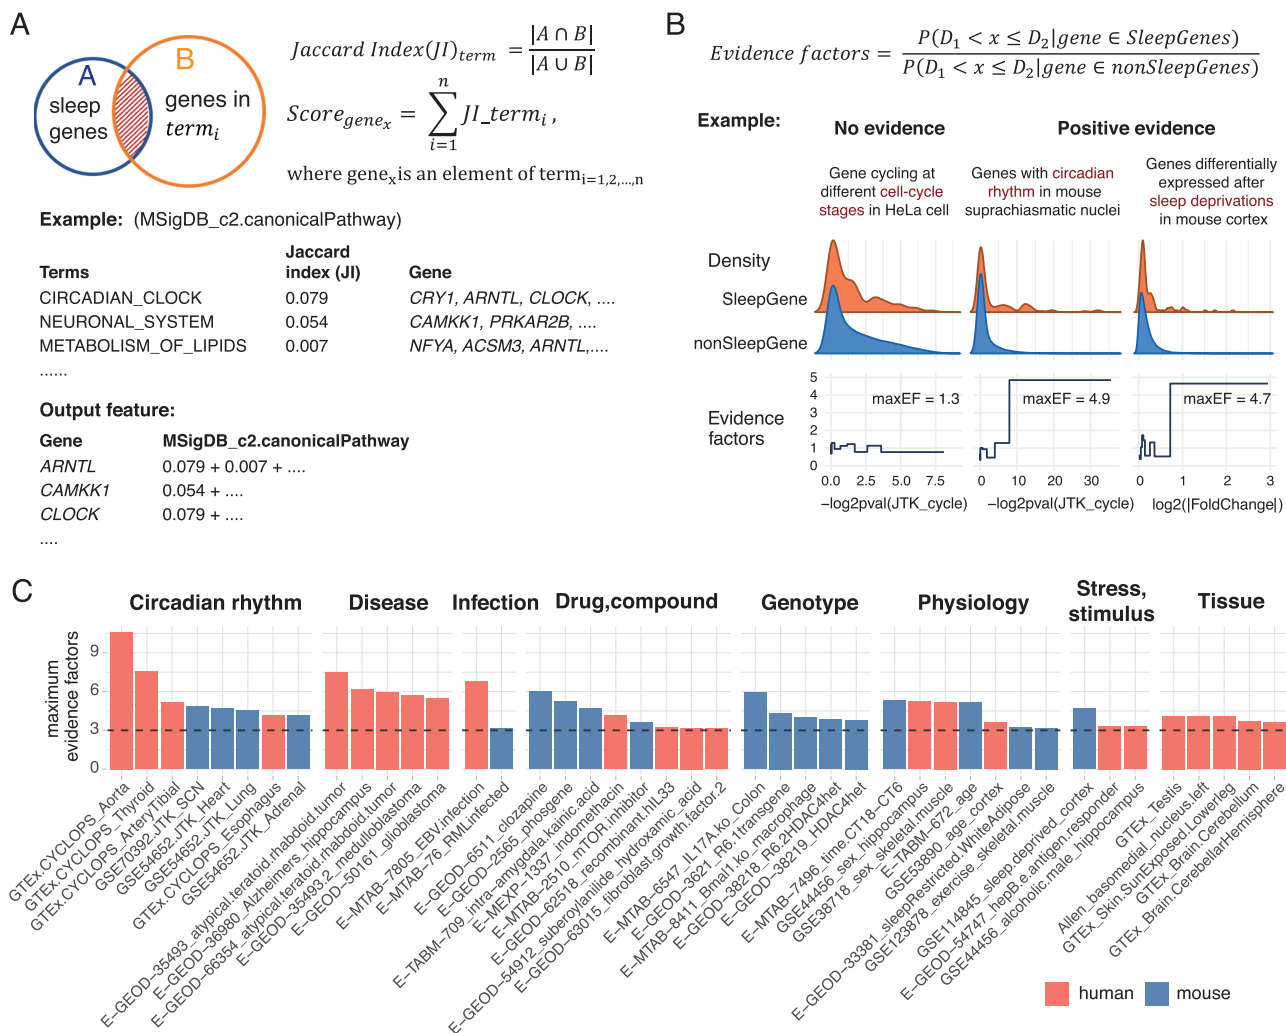 A
A
sleep
genes
B
genes in
term_i
Jaccard Index(JI)_term = |A ∩ B| / |A ∪ B|
Score_gene_x = ∑_{i=1}^{n} JI_term_i ,
where gene_x is an element of term_i=1,2,...,n
Example: (MSigDB_c2.canonicalPathway)
Terms Jaccard index (JI) Gene
CIRCADIAN_CLOCK 0.079 CRY1, ARNTL, CLOCK, ....
NEURONAL_SYSTEM 0.054 CAMKK1, PRKAR2B, ....
METABOLISM_OF_LIPIDS 0.007 NFYA, ACSM3, ARNTL,....
......
Output feature:
Gene MSigDB_c2.canonicalPathway
ARNTL 0.079 + 0.007 + ....
CAMKK1 0.054 + ....
CLOCK 0.079 + ....
....
B
Evidence factors = P(D_1 < x ≤ D_2|gene ∈ SleepGenes) / P(D_1 < x ≤ D_2|gene ∈ nonSleepGenes)
Example:
No evidence
Positive evidence
Gene cycling at
different cell-cycle
stages in HeLa cell
Genes with circadian
rhythm in mouse
suprachiasmatic nuclei
Genes differentially
expressed after
sleep deprivations
in mouse cortex
Density
SleepGene
nonSleepGene
Evidence
factors
5
4
3
2
1
0
maxEF = 1.3
maxEF = 4.9
maxEF = 4.7
0.0 2.5 5.0 7.5
0 10 20 30
0 1 2 3
−log2pval(JTK_cycle)
−log2pval(JTK_cycle)
log2(|FoldChange|)
C
Circadian rhythm
Disease
Infection
Drug,compound
Genotype
Physiology
Stress,
stimulus
Tissue
maximum
evidence factors
9
6
3
0
GTEx.CYCLOPS_Aorta
GTEx.CYCLOPS_Thyroid
GTEx.CYCLOPS_ArteryTibial
GSE70392_JTK_SCN
GSE54652.JTK_Heart
GSE54652.JTK_Lung
GTEx.CYCLOPS_Esophagus
GSE54652.JTK_Adrenal
E−GEOD−35493_atypical.teratoid.rhabdoid.tumor
E−GEOD−36980_Alzheimers_hippocampus
E−GEOD−66354_atypical.teratoid.rhabdoid.tumor
E−GEOD−35493.2_medulloblastoma
E−GEOD−50161_glioblastoma
E−MTAB−7805_EBV.infection
E−MTAB−76_RML.infected
E−GEOD−6511_clozapine
E−GEOD−2565_phosgene
E−TABM−709_intra−amygdala.kainic.acid
E−MEXP−1337_indomethacin
E−MTAB−2510_mTOR.inhibitor
E−GEOD−62518_recombinant.hIL33
E−GEOD−54912_suberoylanilide_hydroxamic_acid
E−GEOD−63015_fibroblast.growth.factor.2
E−MTAB−6547_IL17A.ko_Colon
E−GEOD−3621_R6.1transgene
E−MTAB−8411_Bmal1.ko_macrophage
E−GEOD−38218_R6.2HDAC4het
E−GEOD−38219_HDAC4het
E−MTAB−7496_time.CT18−CT6
GSE44456_sex_hippocampus
GSE38718_sex_skeletal.muscle
E−TABM−672_age
GSE53890_age_cortex
E−GEOD−33381_sleepRestricted.WhiteAdipose
GSE123878_exercise_skeletal.muscle
GSE114845_sleep.deprived_cortex
E−GEOD−54747_hepB.e.antigen.responder
GSE44456_alcoholic.male_hippocampus
GTEx_Testis
Allen_basomedial_nucleus.left
GTEx_Skin.SunExposed.Lowerleg
GTEx_Brain.Cerebellum
GTEx_Brain.CerebellarHemisphere
human
mouse